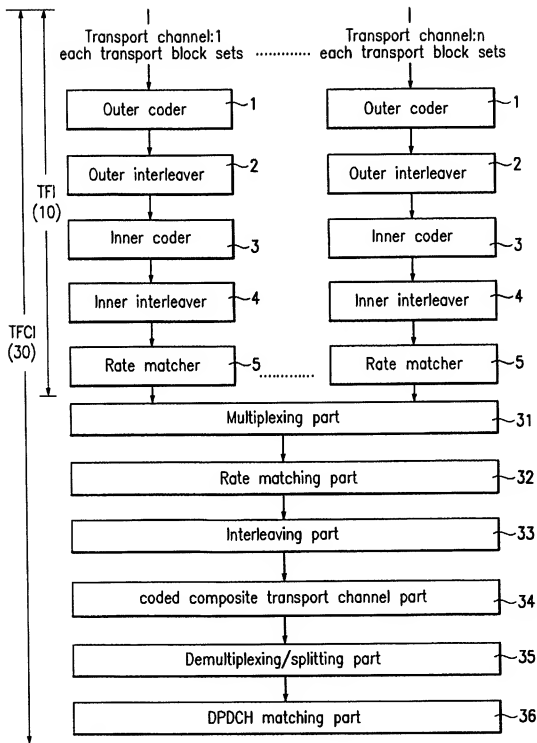 Transport channel:1
each transport block sets
Transport channel:n
each transport block sets
Outer coder 1
Outer coder 1
Outer interleaver 2
Outer interleaver 2
TFI
(10)
Inner coder 3
Inner coder 3
Inner interleaver 4
Inner interleaver 4
TFCI
(30)
Rate matcher 5
Rate matcher 5
Multiplexing part 31
Rate matching part 32
Interleaving part 33
coded composite transport channel part 34
Demultiplexing/splitting part 35
DPDCH matching part 36